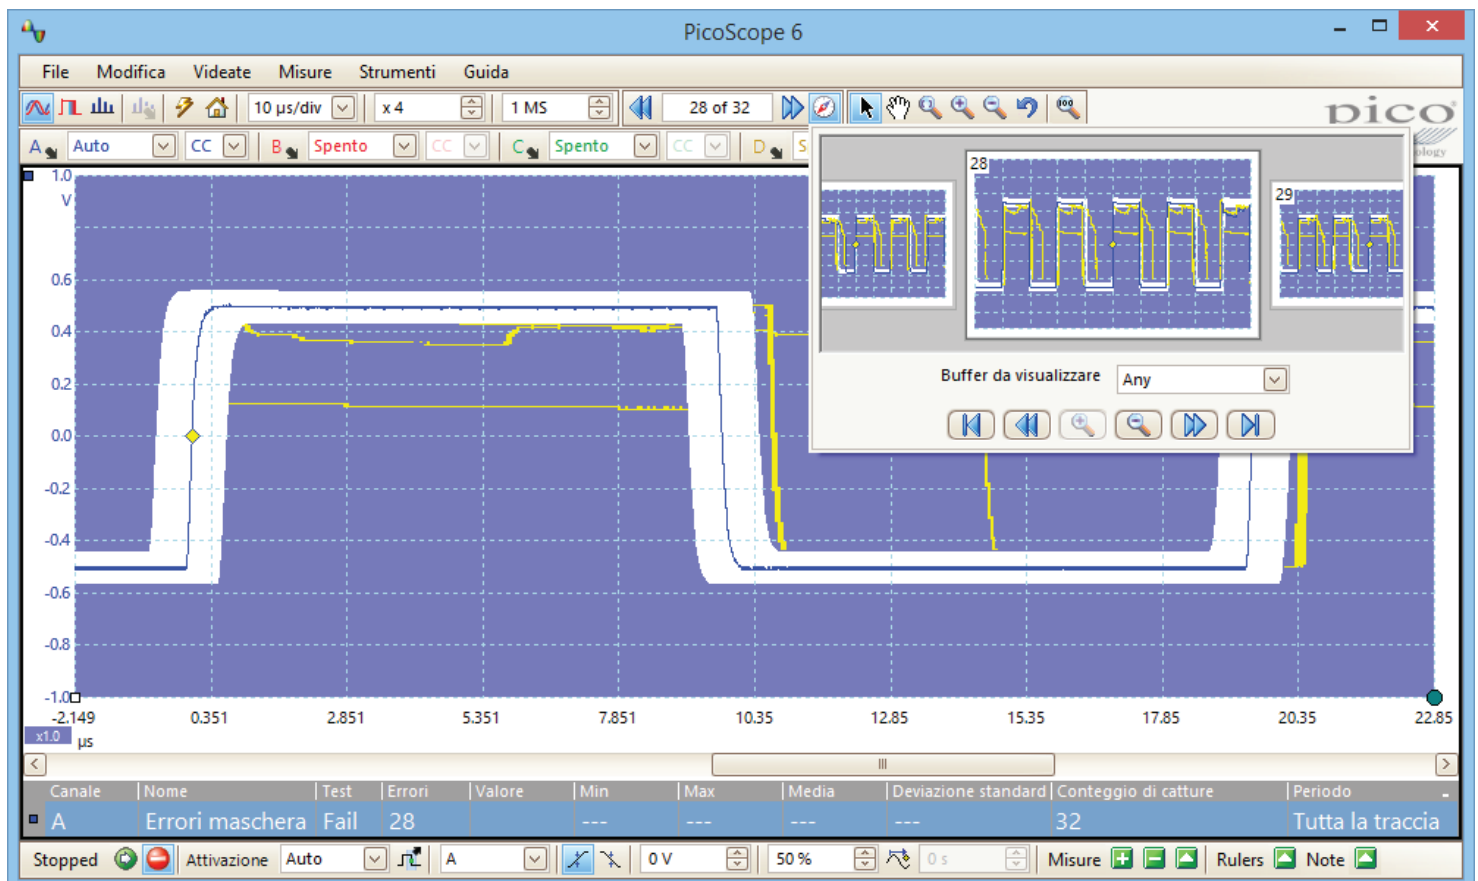 PicoScope 6
File Modifica Videate Misure Strumenti Guida
10 µs/div x 4 1 MS 28 of 32
pico
ology
A Auto CC B Spento CC C Spento CC D S
28
29
Buffer da visualizzare Any
1.0
V
0.6
0.4
0.2
0.0
-0.2
-0.4
-0.6
-0.8
-1.0
-2.149 0.351 2.851 5.351 7.851 10.35 12.85 15.35 17.85 20.35 22.85
x1.0 µs
Canale Nome Test Errori Valore Min Max Media Deviazione standard Conteggio di catture Periodo
A Errori maschera Fail 28 --- --- --- --- 32 Tutta la traccia
Stopped Attivazione Auto A 0 V 50 % 0 s Misure Rulers Note